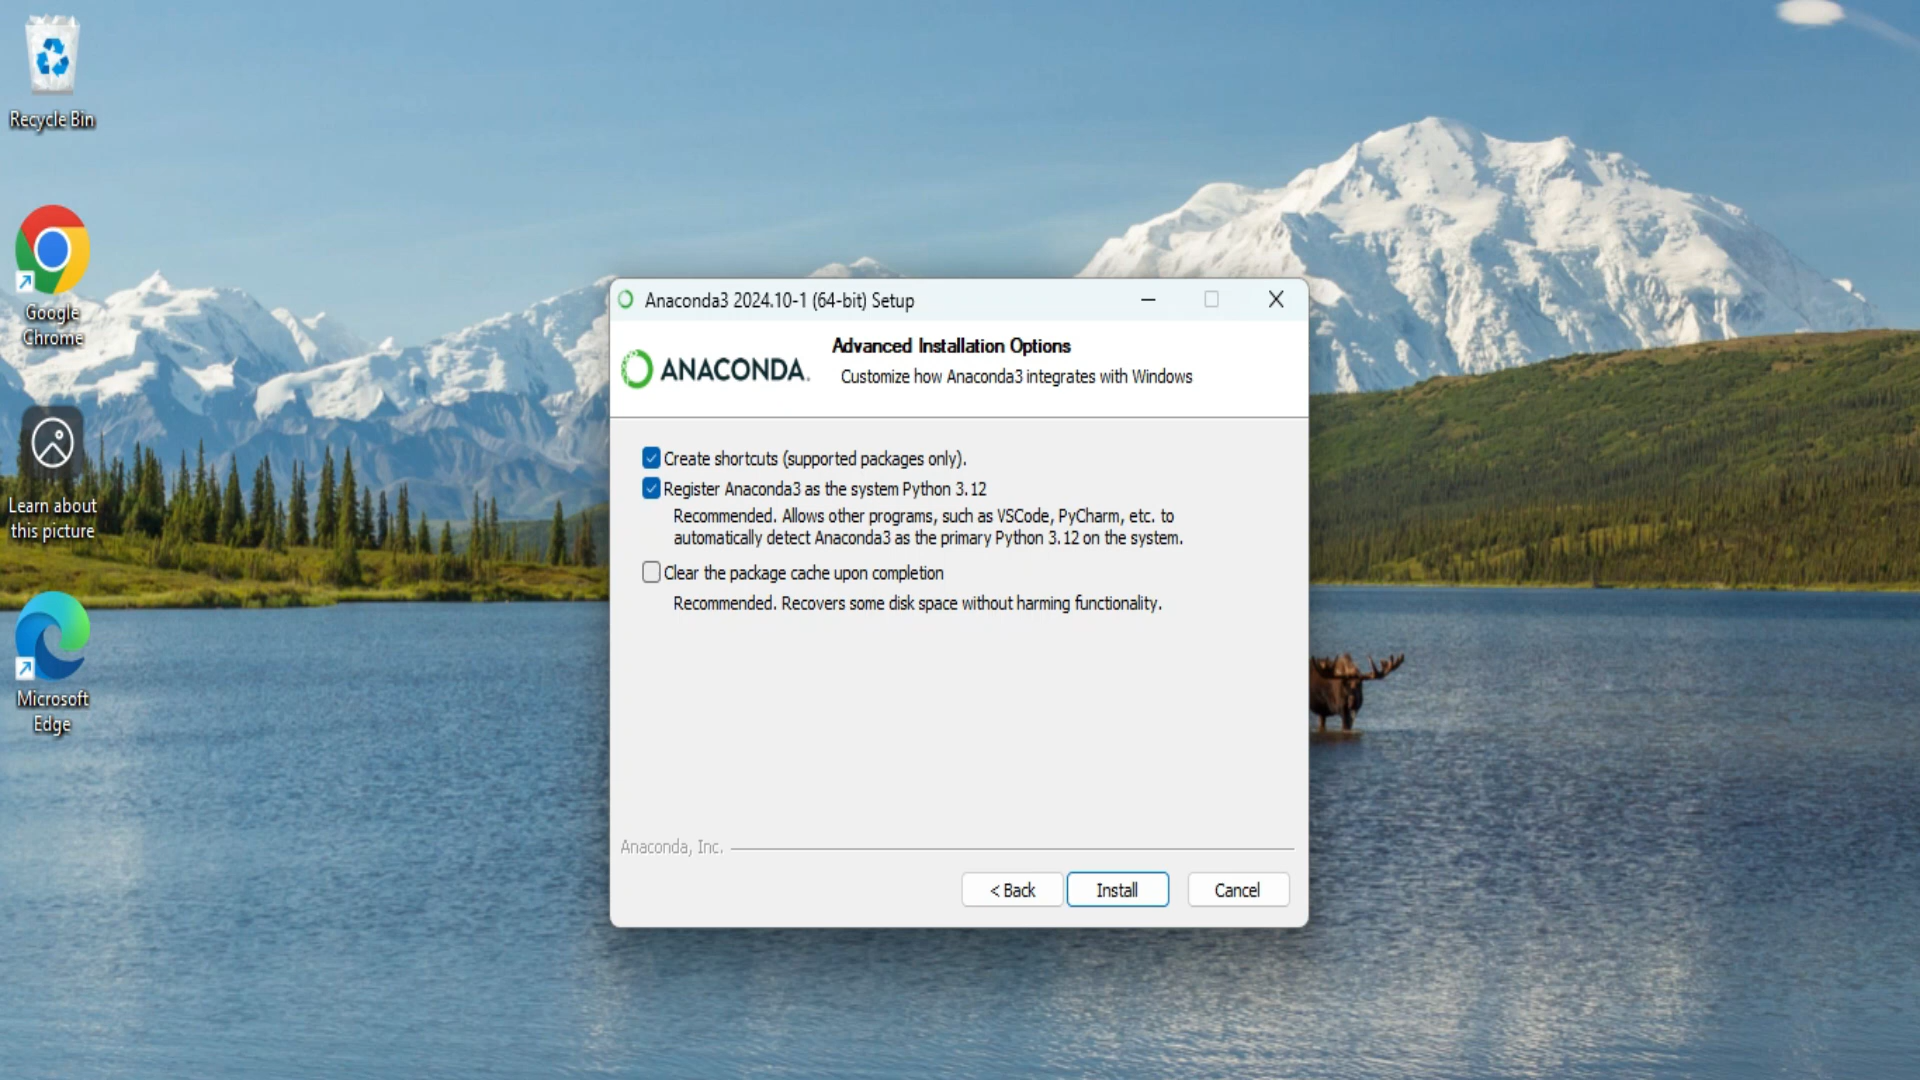 Recycle Bin
Google
Chrome
Learn about
this picture
Microsoft
Edge
Anaconda3 2024.10-1 (64-bit) Setup
ANACONDA.
Advanced Installation Options
Customize how Anaconda3 integrates with Windows
Create shortcuts (supported packages only).
Register Anaconda3 as the system Python 3.12
Recommended. Allows other programs, such as VSCode, PyCharm, etc. to
automatically detect Anaconda3 as the primary Python 3.12 on the system.
Clear the package cache upon completion
Recommended. Recovers some disk space without harming functionality.
Anaconda, Inc.
< Back
Install
Cancel